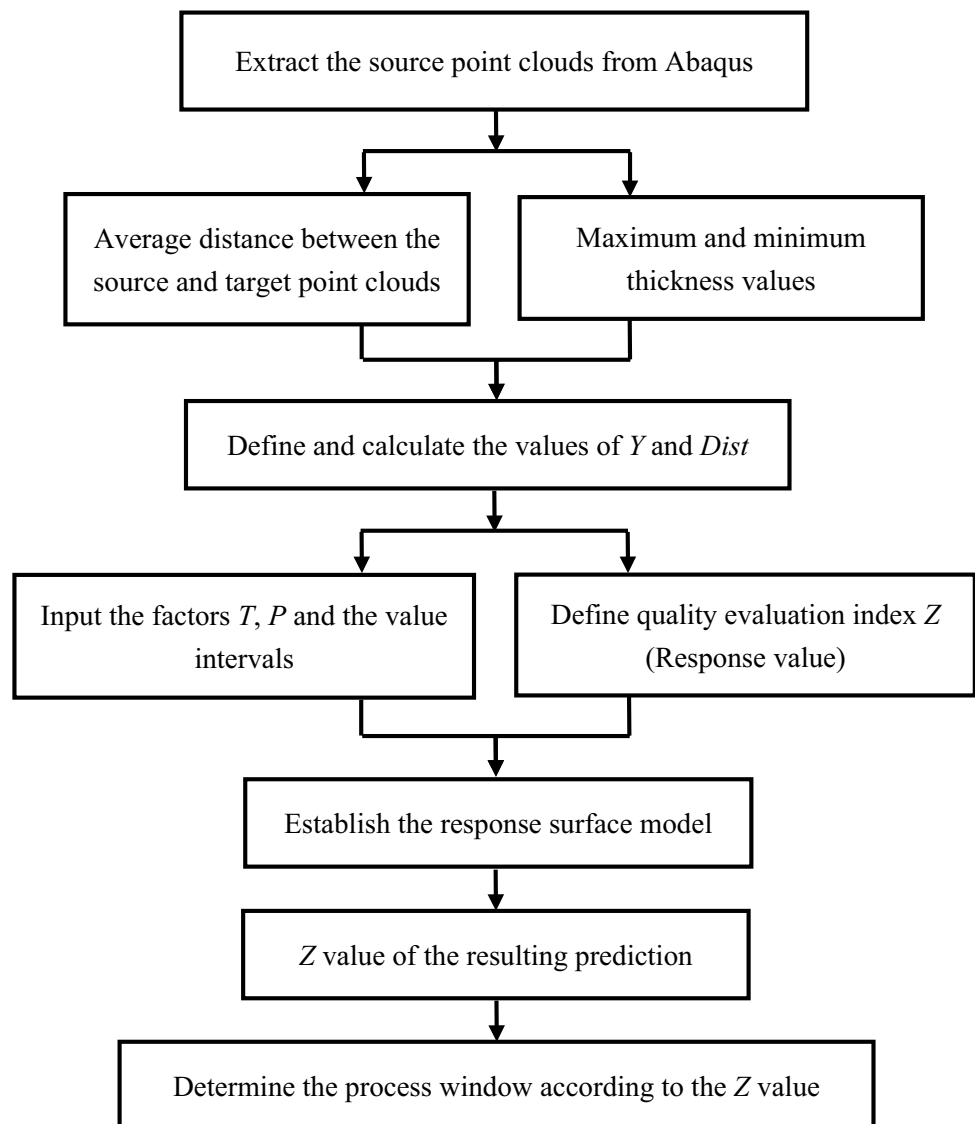 Extract the source point clouds from Abaqus
Average distance between the
source and target point clouds
Maximum and minimum
thickness values
Define and calculate the values of Y and Dist
Input the factors T, P and the value
intervals
Define quality evaluation index Z
(Response value)
Establish the response surface model
Z value of the resulting prediction
Determine the process window according to the Z value